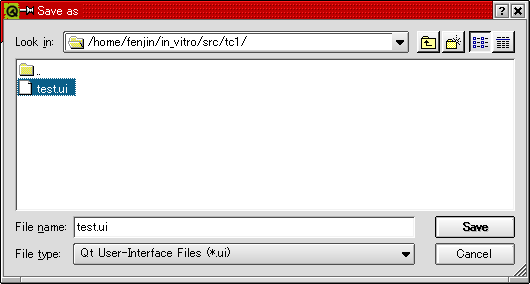 Save as
Look in: /home/fenjin/in_vitro/src/tc1/
..
test.ui
File name: test.ui Save
File type: Qt User-Interface Files (*.ui) Cancel